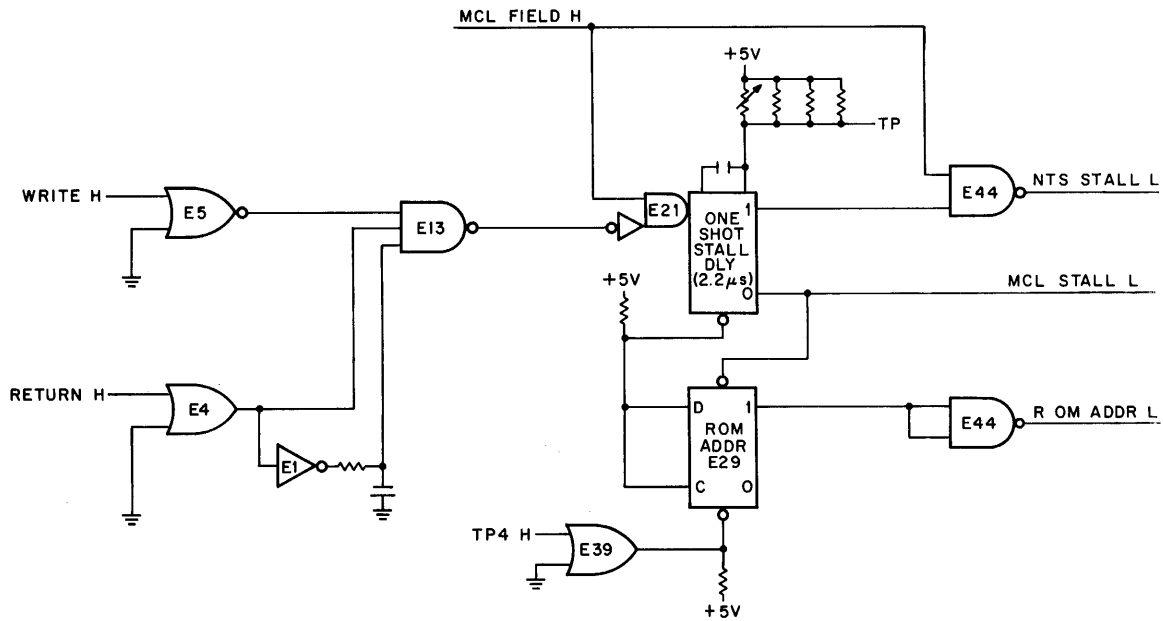 MCL FIELD H
+5V
TP
WRITE H
E5
E13
E21
ONE
SHOT
STALL
DLY
(2.2μs)
1
0
E44
NTS STALL L
+5V
MCL STALL L
RETURN H
E4
E1
D
1
ROM
ADDR
E29
C
0
E44
R OM ADDR L
TP4 H
E39
+5V